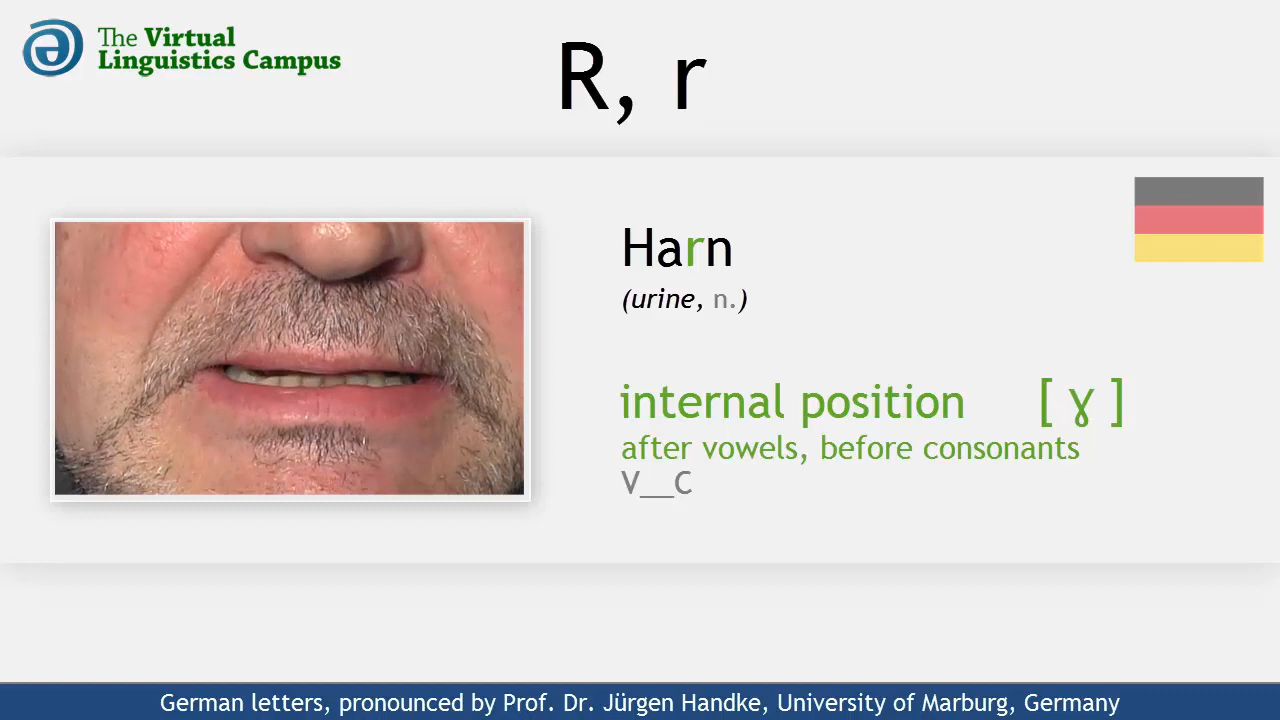 The Virtual
Linguistics Campus
R, r
Harn
(urine, n.)
internal position [ ɣ ]
after vowels, before consonants
V__C
German letters, pronounced by Prof. Dr. Jürgen Handke, University of Marburg, Germany